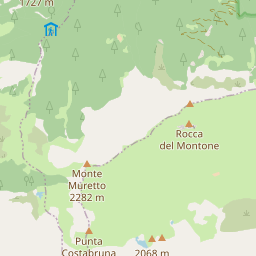 1727 m
Rocca
del Montone
Monte
Muretto
2282 m
Punta
Costabruna
2068 m